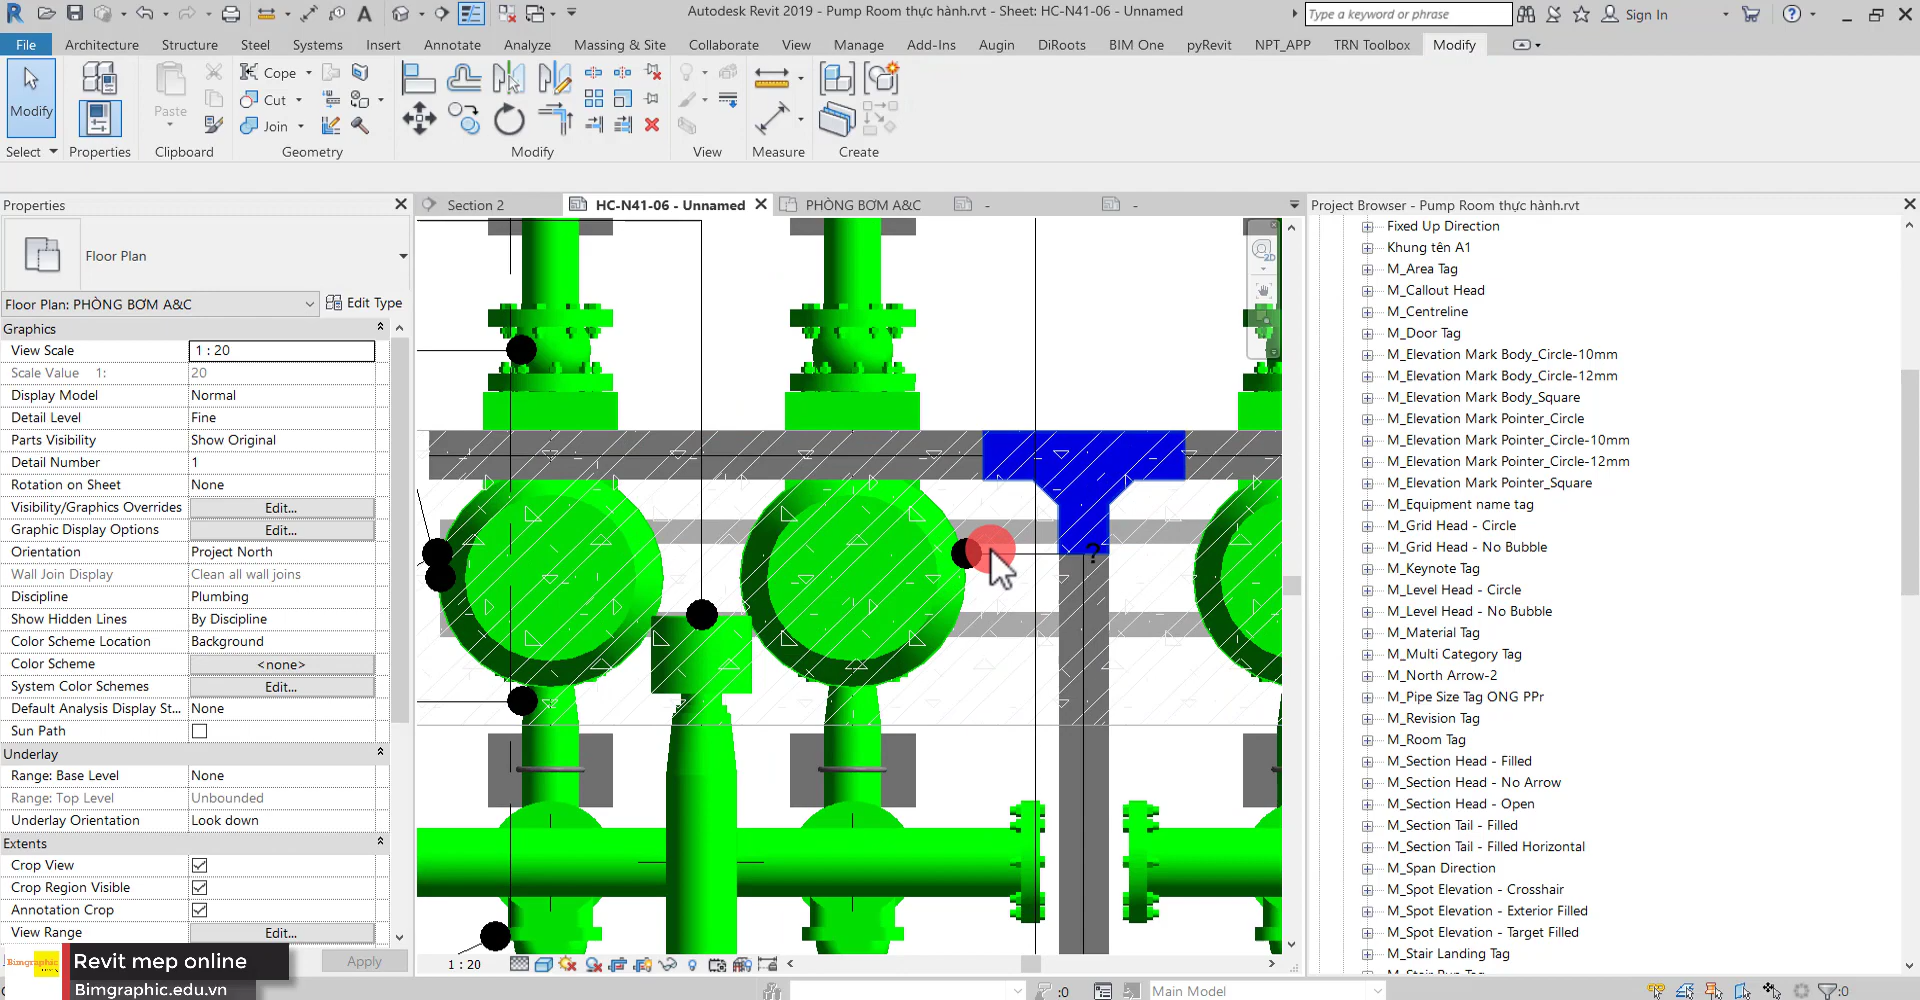 Autodesk Revit 2019 - Pump Room thực hành.rvt - Sheet: HC-N41-06 - Unnamed
Type a keyword or phrase
Sign In
File Architecture Structure Steel Systems Insert Annotate Analyze Massing & Site Collaborate View Manage Add-Ins Augin DiRoots BIM One pyRevit NPT_APP TRN Toolbox Modify
Modify
Paste
Cope
Cut
Join
Select Properties Clipboard Geometry Modify View Measure Create
Properties
Section 2
HC-N41-06 - Unnamed
PHÒNG BƠM A&C
-
-
Project Browser - Pump Room thực hành.rvt
Floor Plan
Floor Plan: PHÒNG BƠM A&C
Edit Type
Graphics
View Scale 1 : 20
Scale Value 1: 20
Display Model Normal
Detail Level Fine
Parts Visibility Show Original
Detail Number 1
Rotation on Sheet None
Visibility/Graphics Overrides Edit...
Graphic Display Options Edit...
Orientation Project North
Wall Join Display Clean all wall joins
Discipline Plumbing
Show Hidden Lines By Discipline
Color Scheme Location Background
Color Scheme <none>
System Color Schemes Edit...
Default Analysis Display St... None
Sun Path
Underlay
Range: Base Level None
Range: Top Level Unbounded
Underlay Orientation Look down
Extents
Crop View
Crop Region Visible
Annotation Crop
View Range Edit...
Apply
Bimgraphic
Revit mep online
Bimgraphic.edu.vn
2D
?
1 : 20
:0
Main Model
:0
Fixed Up Direction
Khung tên A1
M_Area Tag
M_Callout Head
M_Centreline
M_Door Tag
M_Elevation Mark Body_Circle-10mm
M_Elevation Mark Body_Circle-12mm
M_Elevation Mark Body_Square
M_Elevation Mark Pointer_Circle
M_Elevation Mark Pointer_Circle-10mm
M_Elevation Mark Pointer_Circle-12mm
M_Elevation Mark Pointer_Square
M_Equipment name tag
M_Grid Head - Circle
M_Grid Head - No Bubble
M_Keynote Tag
M_Level Head - Circle
M_Level Head - No Bubble
M_Material Tag
M_Multi Category Tag
M_North Arrow-2
M_Pipe Size Tag ONG PPr
M_Revision Tag
M_Room Tag
M_Section Head - Filled
M_Section Head - No Arrow
M_Section Head - Open
M_Section Tail - Filled
M_Section Tail - Filled Horizontal
M_Span Direction
M_Spot Elevation - Crosshair
M_Spot Elevation - Exterior Filled
M_Spot Elevation - Target Filled
M_Stair Landing Tag
M_Stair Run Tag